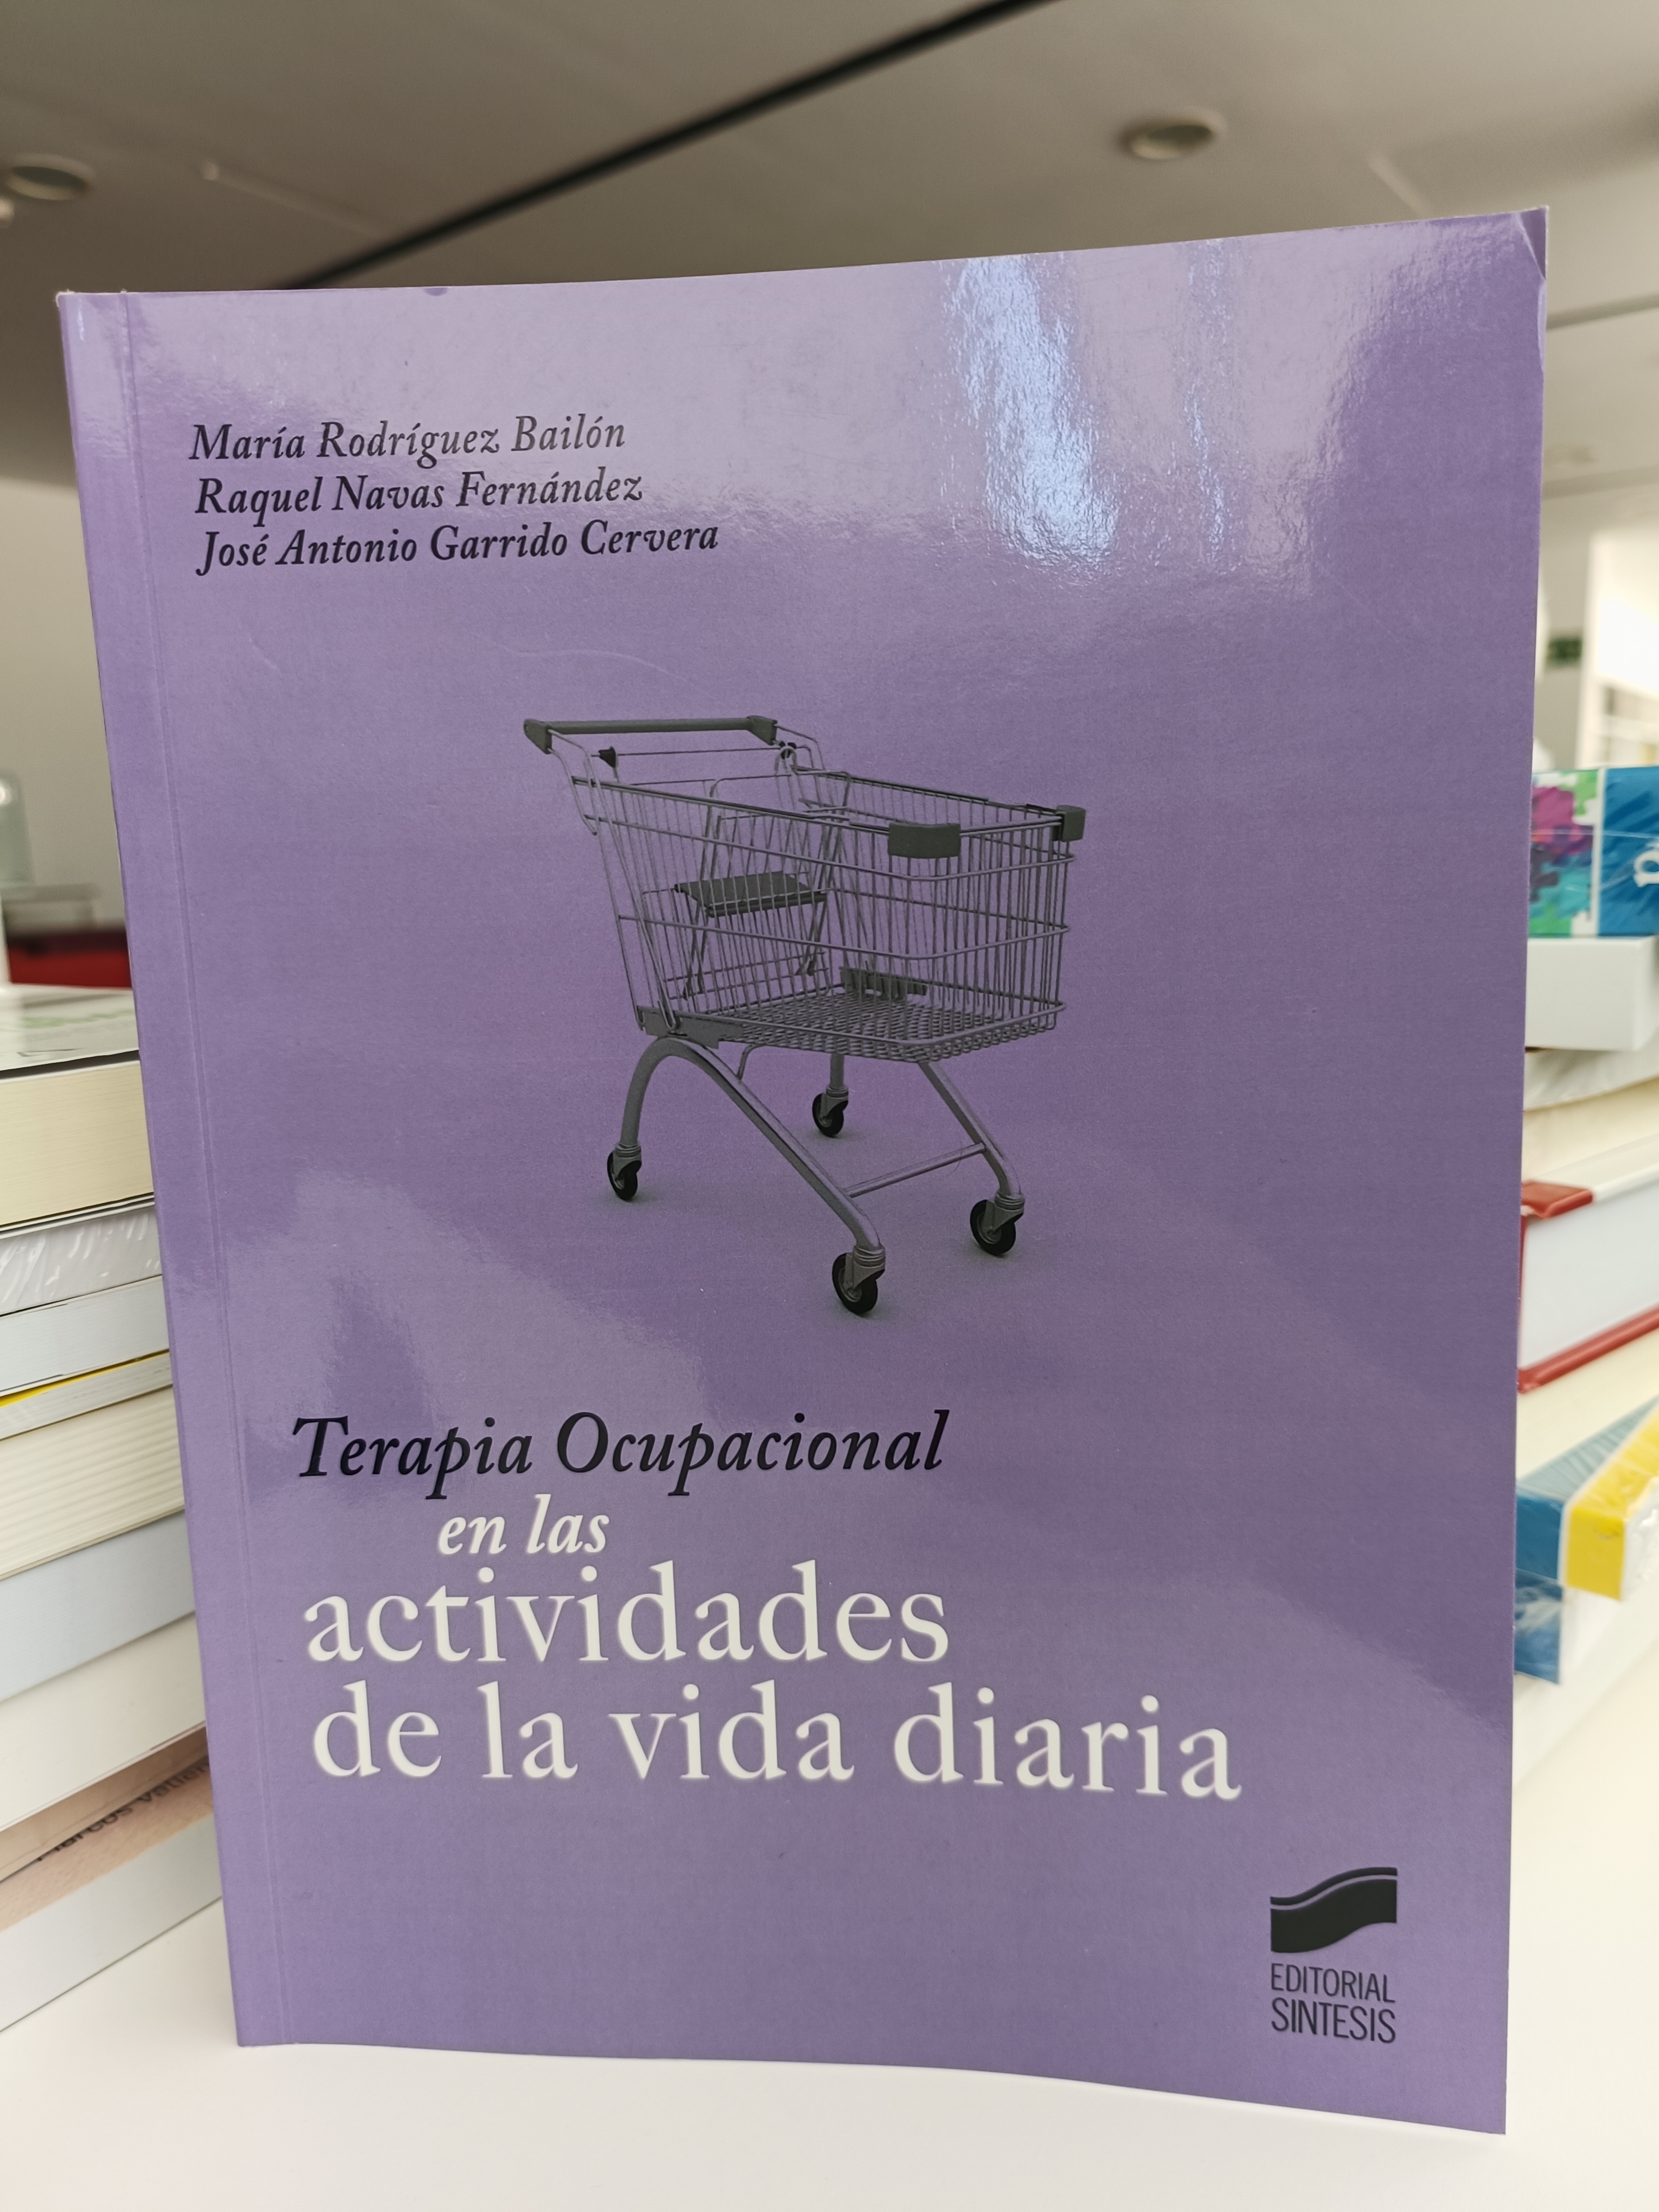 María Rodríguez Bailón
Raquel Navas Fernández
José Antonio Garrido Cervera
Terapia Ocupacional
en las
actividades
de la vida diaria
EDITORIAL
SINTESIS